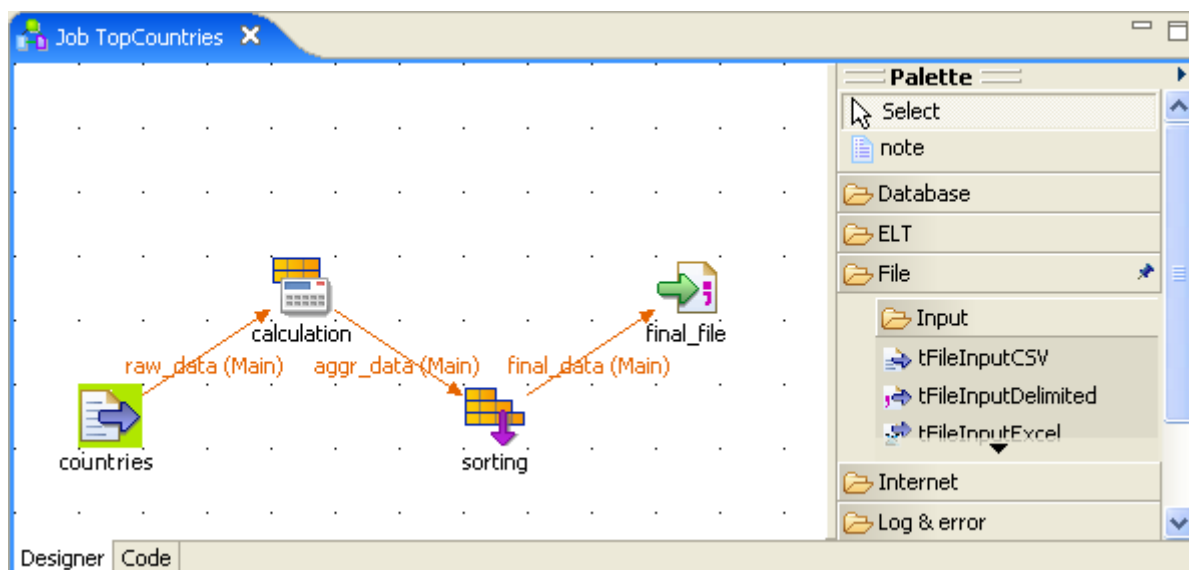 Job TopCountries
Palette
Select
note
Database
ELT
File
Input
tFileInputCSV
tFileInputDelimited
tFileInputExcel
Internet
Log & error
calculation
final_file
raw_data (Main)
aggr_data (Main)
final_data (Main)
countries
sorting
Designer
Code